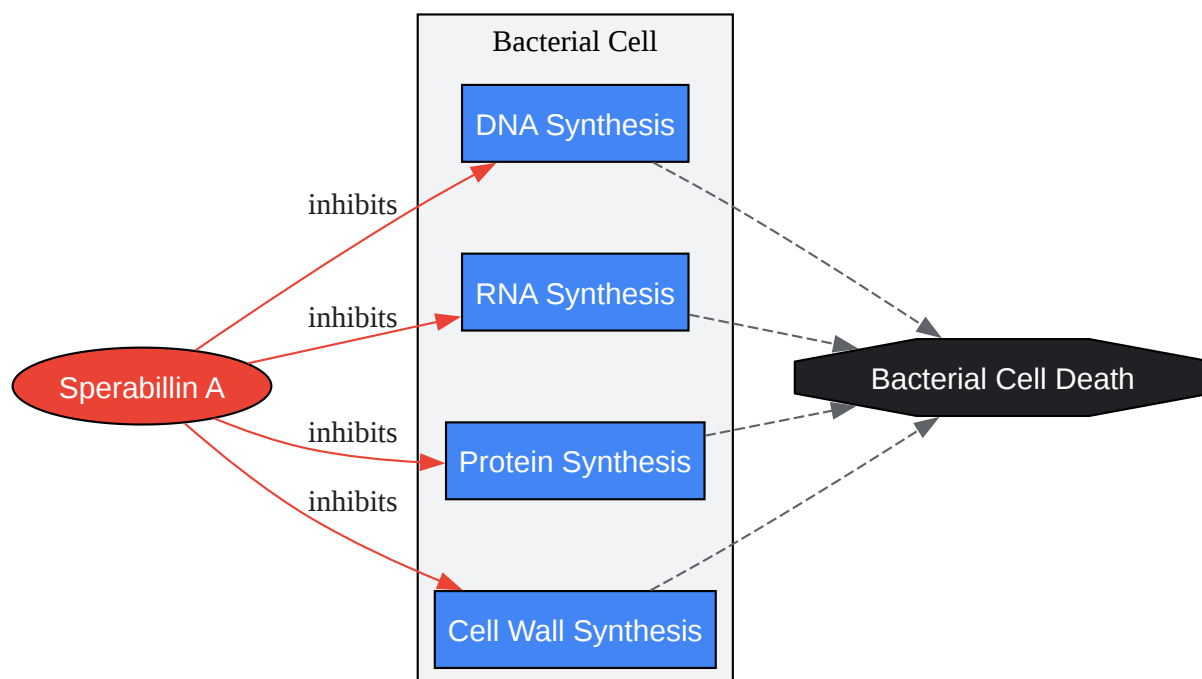 Bacterial Cell
DNA Synthesis
inhibits
RNA Synthesis
inhibits
Sperabillin A
Bacterial Cell Death
inhibits
Protein Synthesis
inhibits
Cell Wall Synthesis